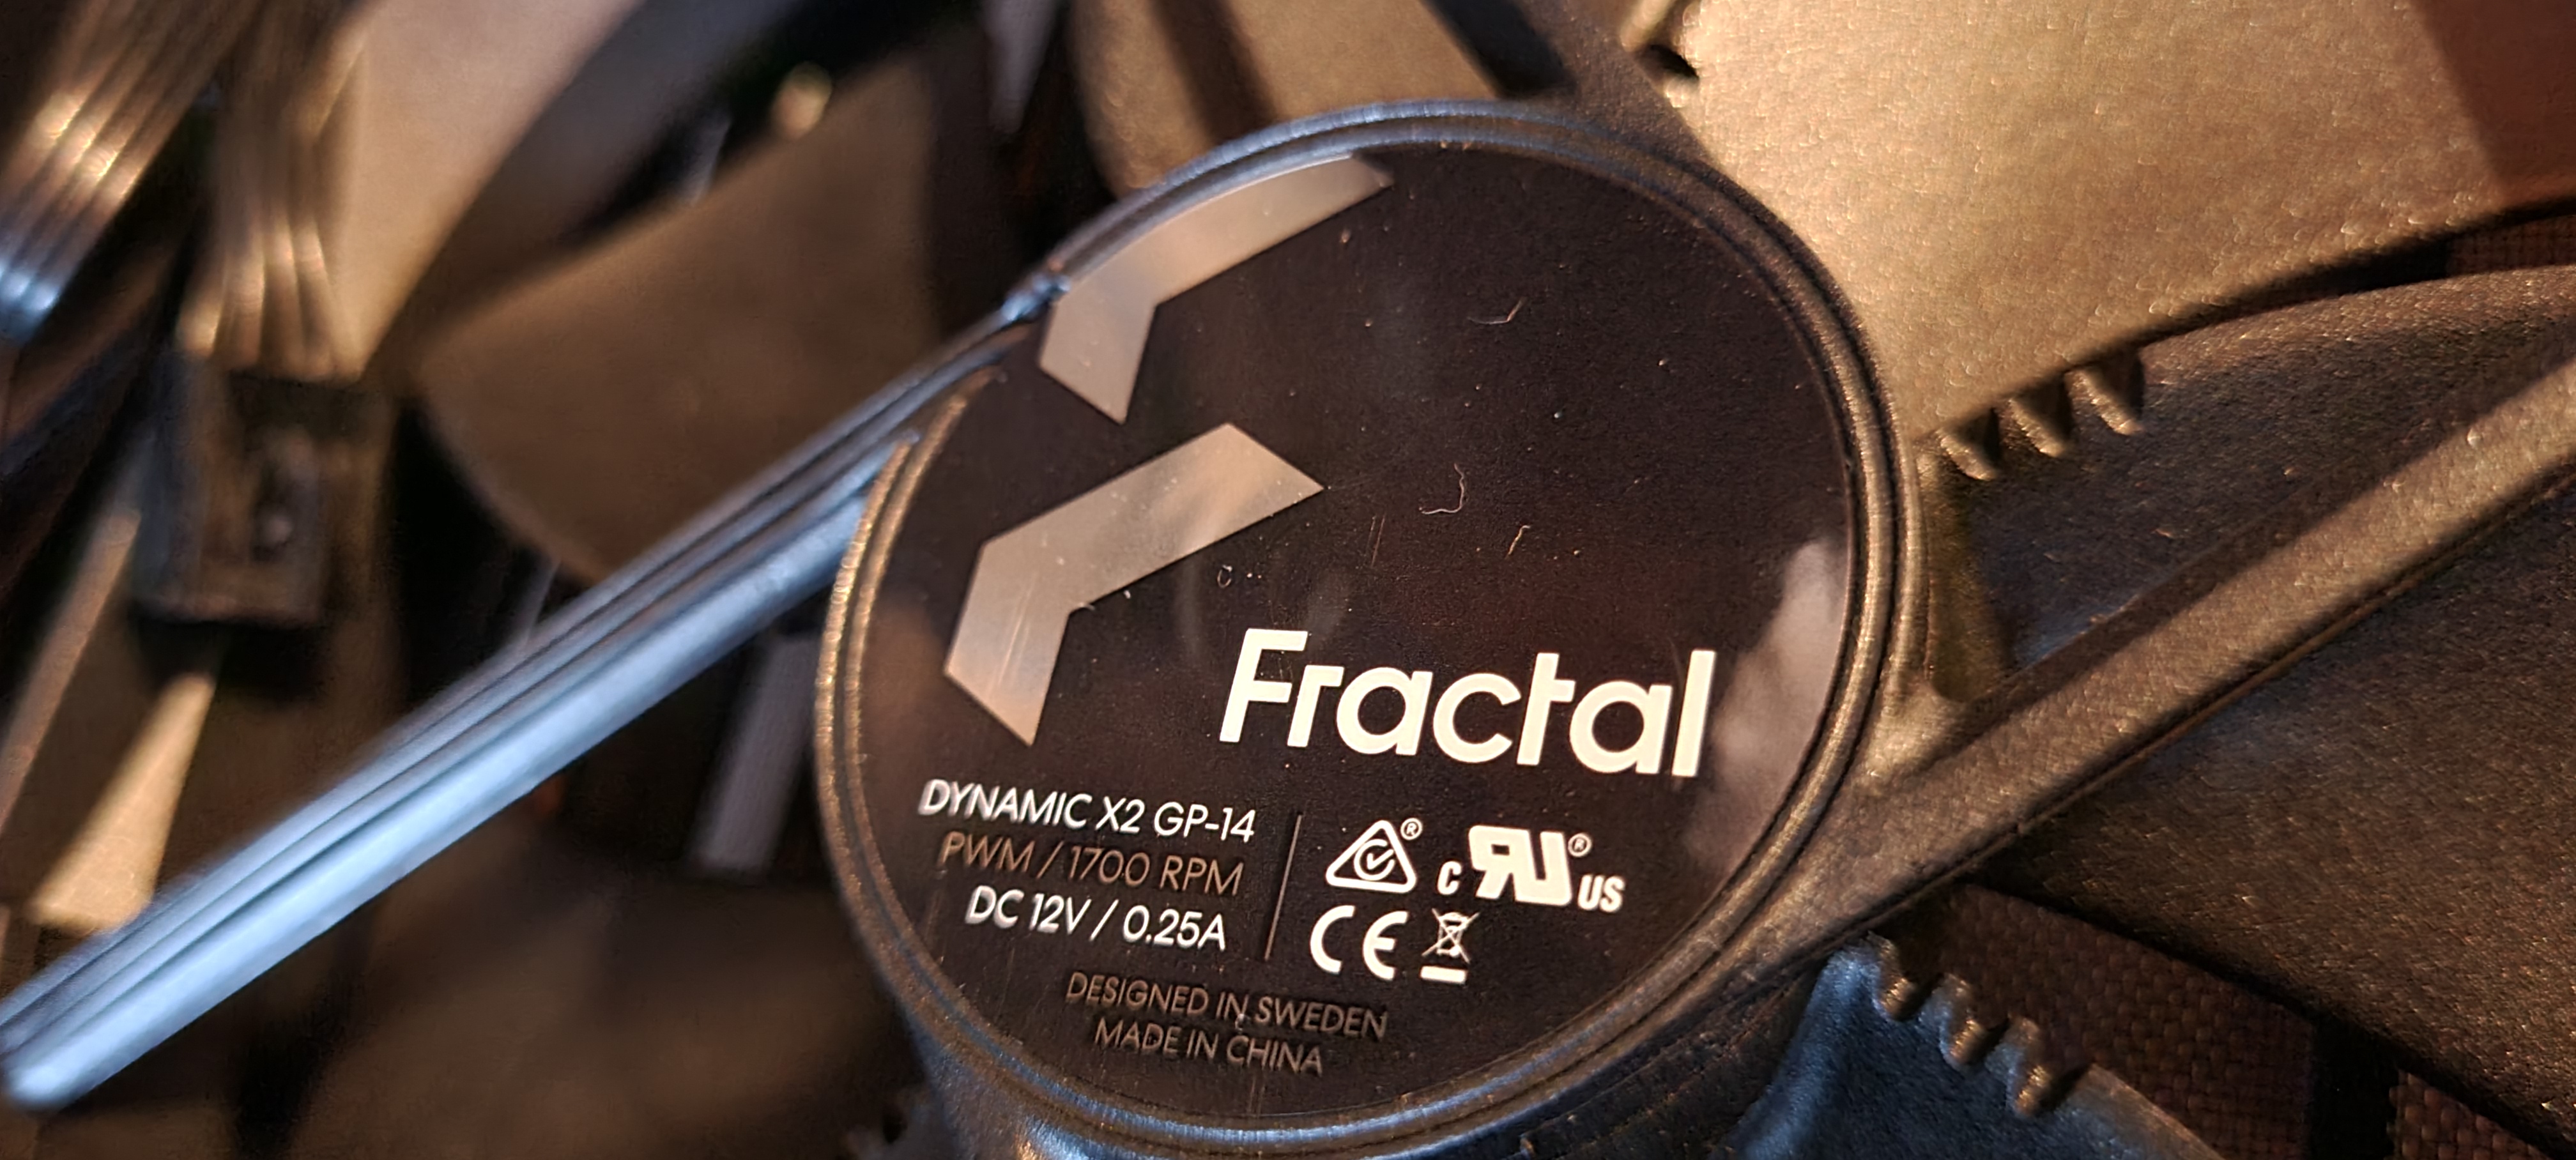 Fractal
DYNAMIC X2 GP-14
PWM / 1700 RPM
DC 12V / 0.25A
® c RU ® US
CE
DESIGNED IN SWEDEN
MADE IN CHINA